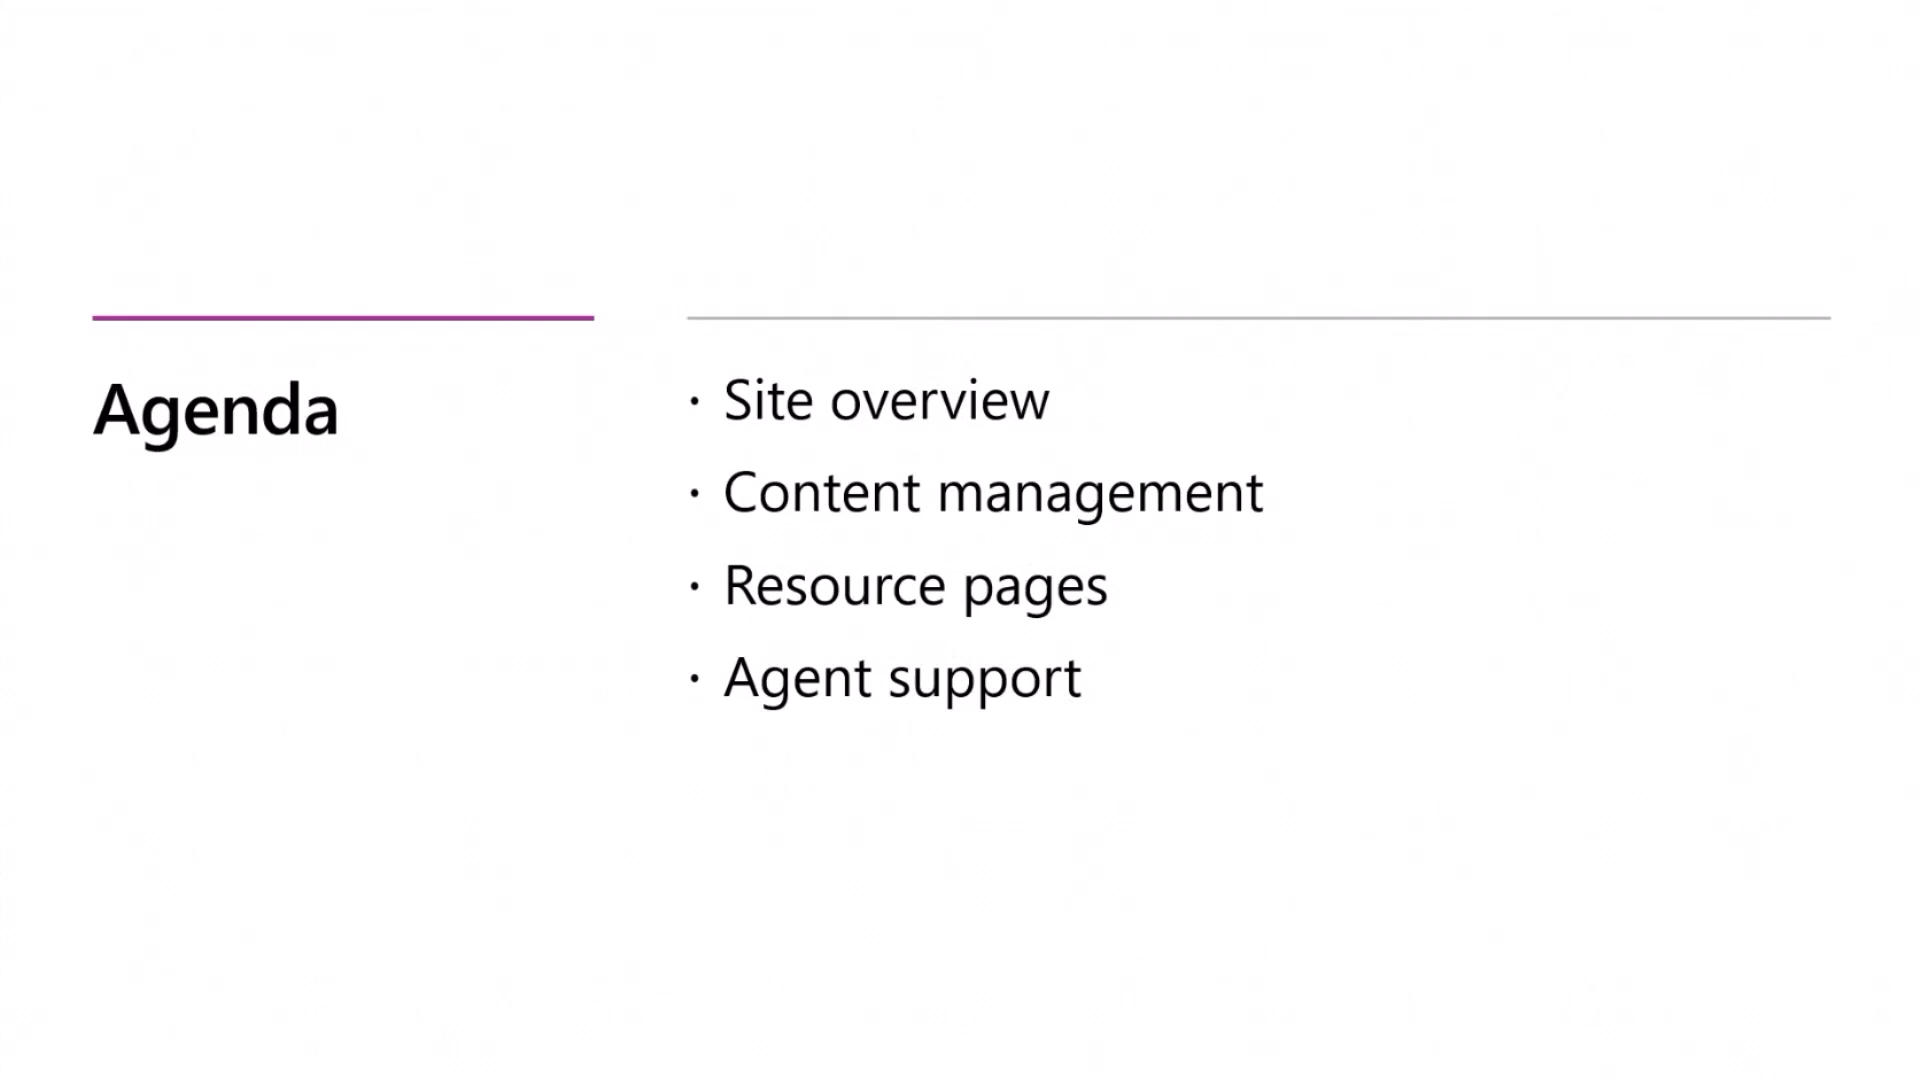 Agenda
· Site overview
· Content management
· Resource pages
· Agent support